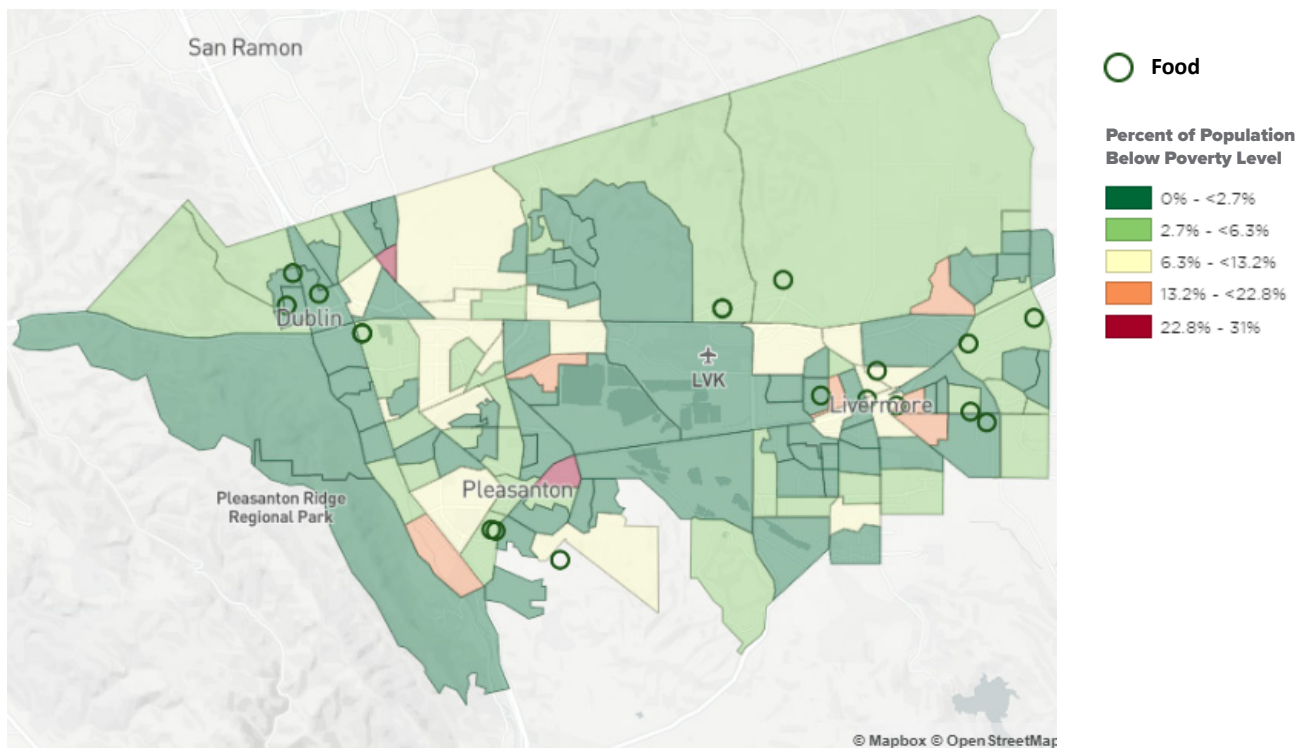 San Ramon
Dublin
LVK
Livermore
Pleasanton
Pleasanton Ridge
Regional Park
© Mapbox © OpenStreetMap
Food
Percent of Population
Below Poverty Level
0% - <2.7%
2.7% - <6.3%
6.3% - <13.2%
13.2% - <22.8%
22.8% - 31%